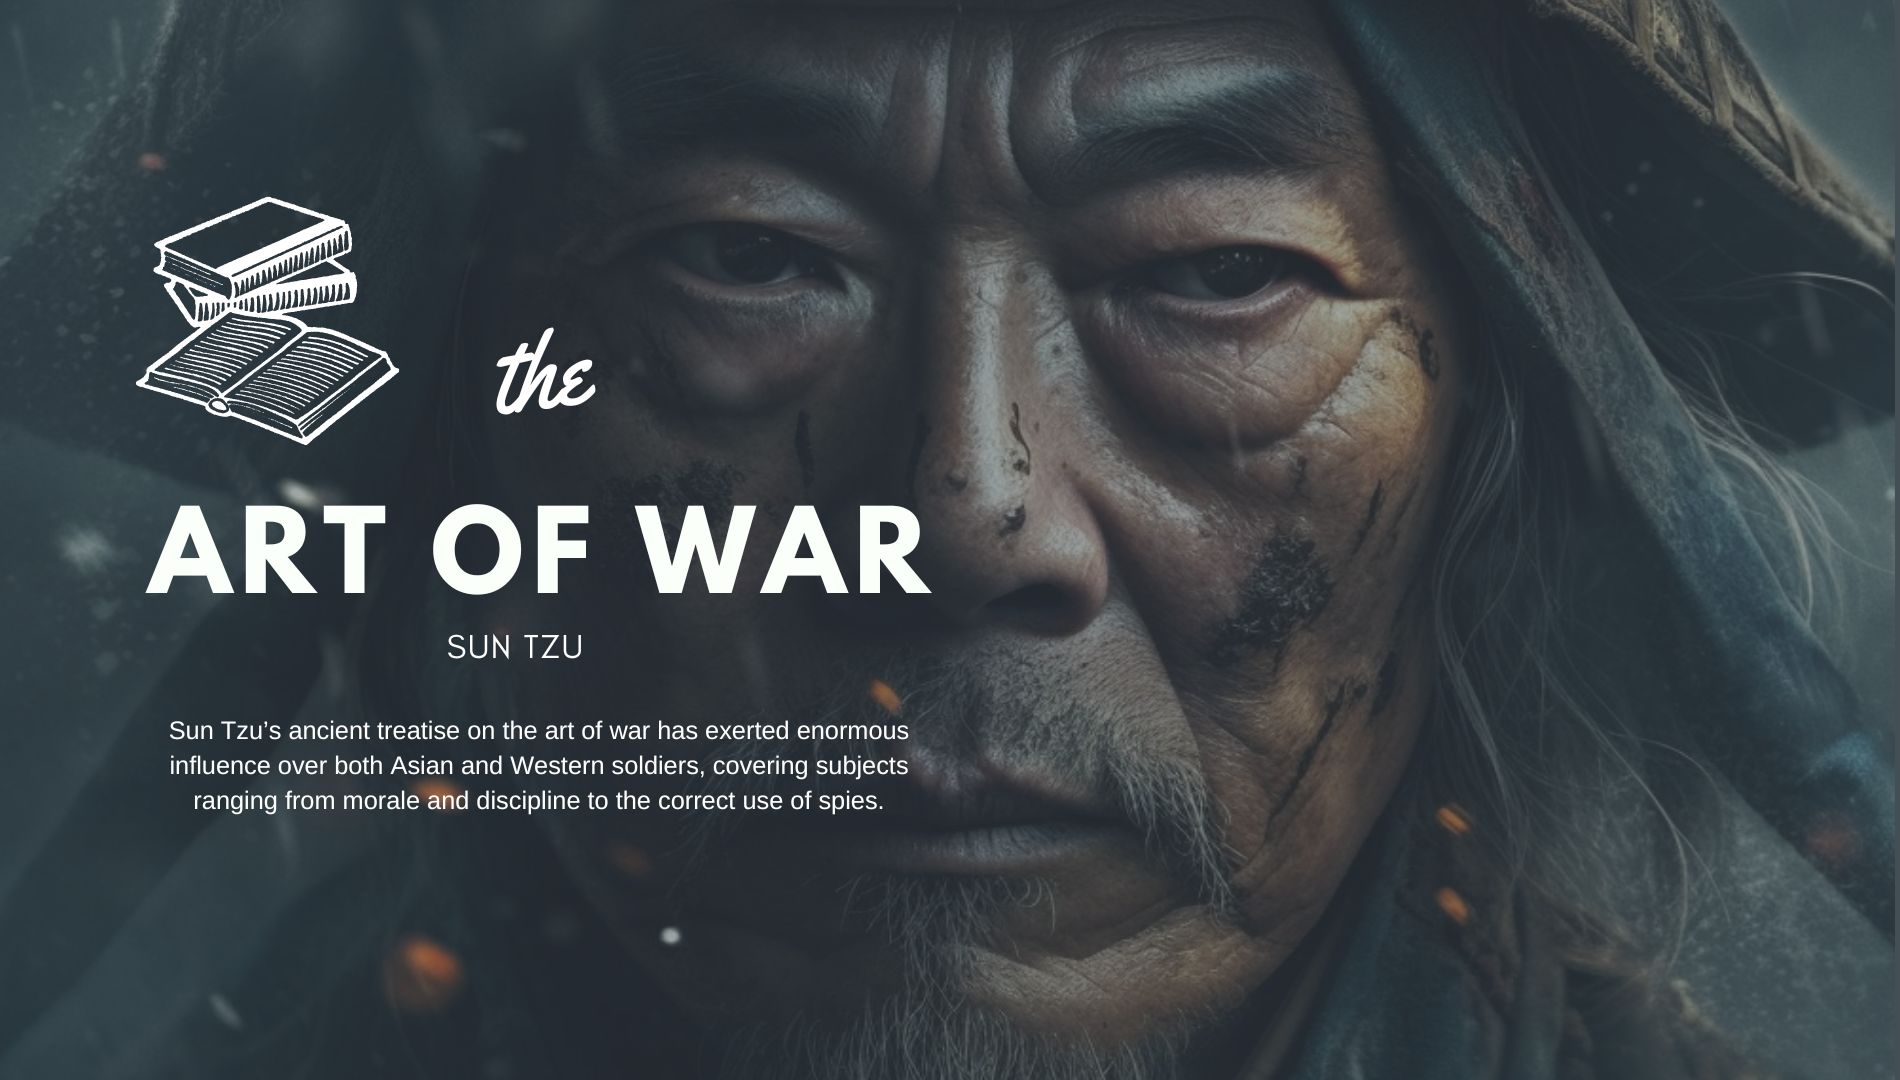 the
ART OF WAR
SUN TZU
Sun Tzu’s ancient treatise on the art of war has exerted enormous
influence over both Asian and Western soldiers, covering subjects
ranging from morale and discipline to the correct use of spies.